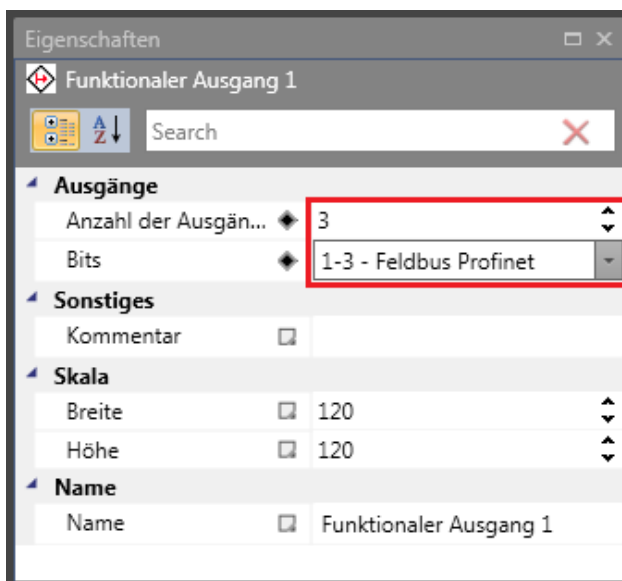 Eigenschaften
Funktionaler Ausgang 1
Search
Ausgänge
Anzahl der Ausgän... 3
Bits 1-3 - Feldbus Profinet
Sonstiges
Kommentar
Skala
Breite 120
Höhe 120
Name
Name Funktionaler Ausgang 1